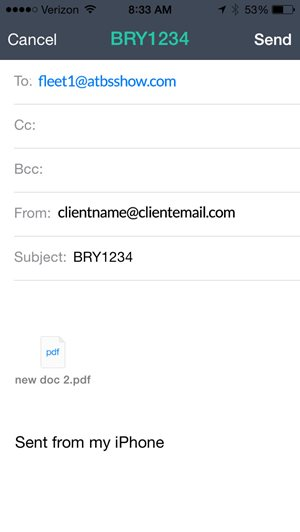 Verizon 8:33 AM 53%
Cancel BRY1234 Send
To: fleet1@atbsshow.com
Cc:
Bcc:
From: clientname@clientemail.com
Subject: BRY1234
pdf
new doc 2.pdf
Sent from my iPhone